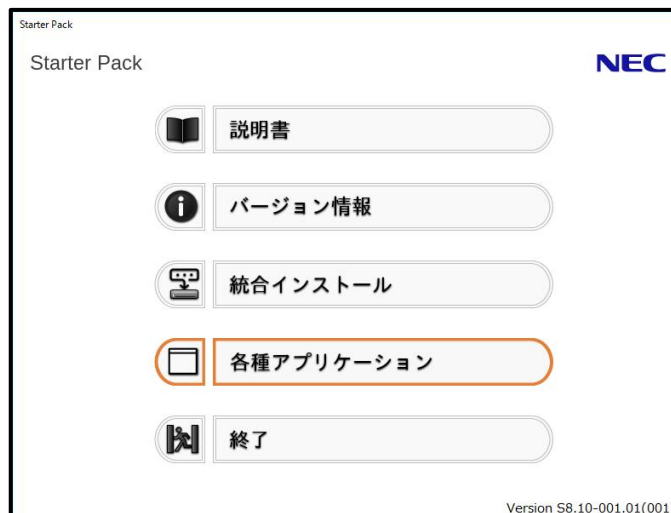 Starter Pack
Starter Pack
NEC
説明書
バージョン情報
統合インストール
各種アプリケーション
終了
Version S8.10-001.01(001